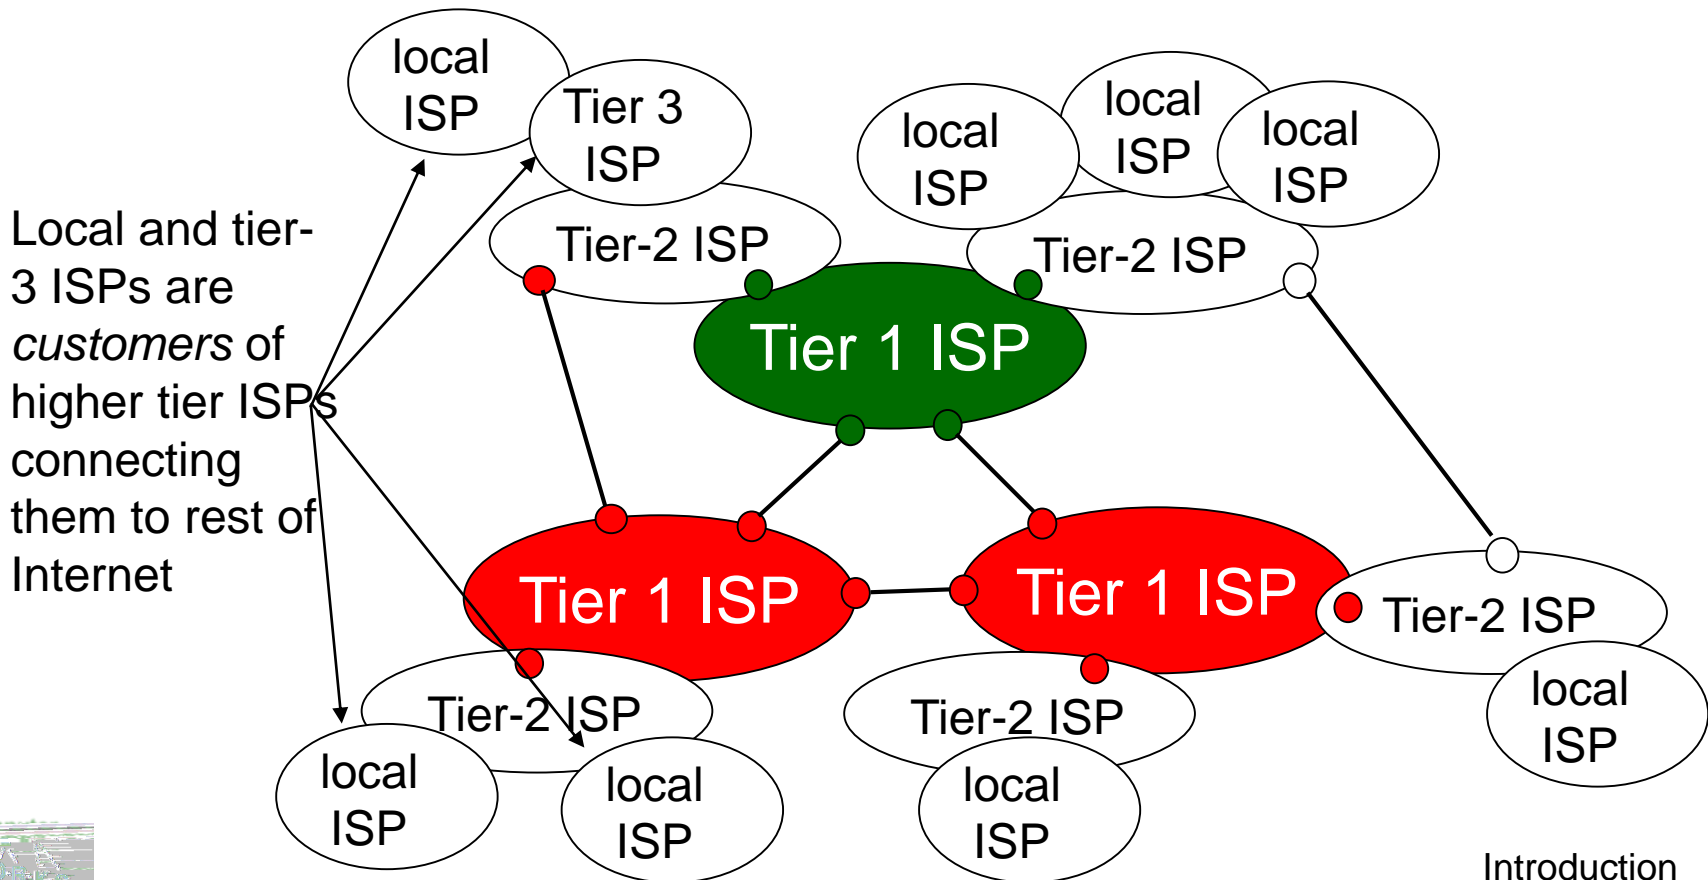 local
ISP
Tier 3
ISP
local
ISP
local
ISP
local
ISP
Local and tier-
3 ISPs are
customers of
higher tier ISPs
connecting
them to rest of
Internet
Tier-2 ISP
Tier-2 ISP
Tier 1 ISP
Tier 1 ISP
Tier 1 ISP
Tier-2 ISP
Tier-2 ISP
Tier-2 ISP
local
ISP
local
ISP
local
ISP
local
ISP
Introduction